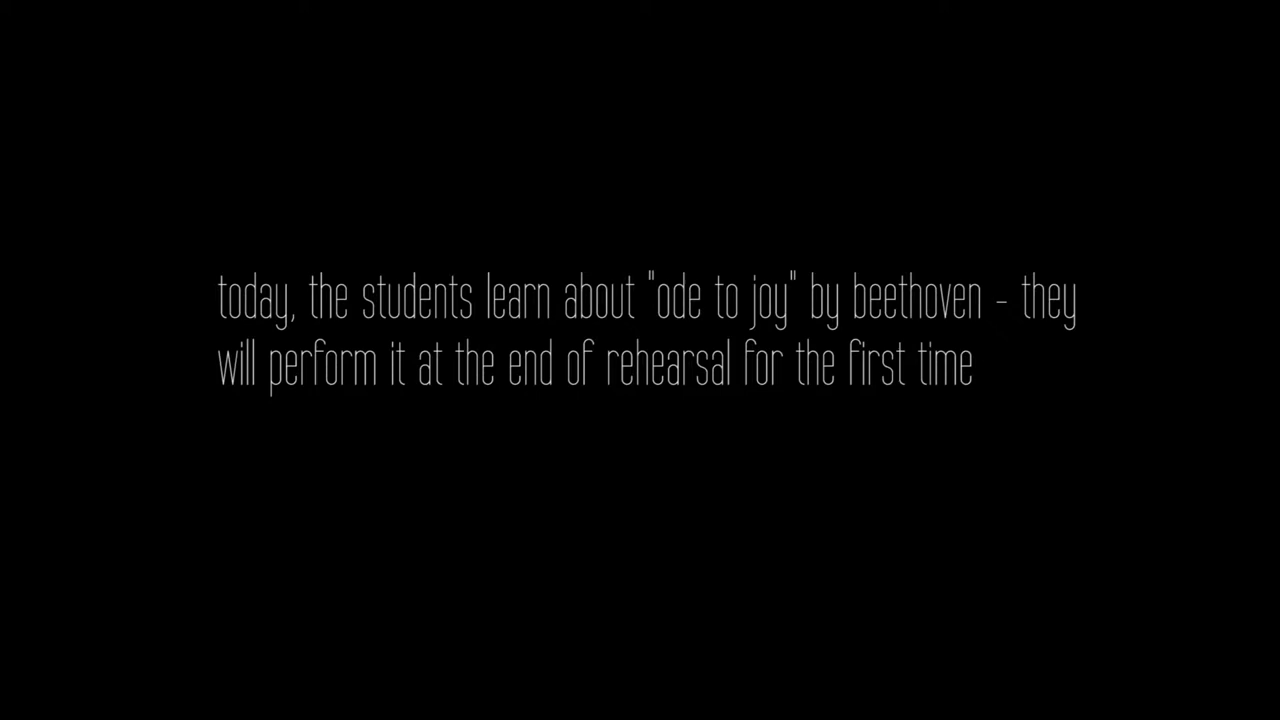 today, the students learn about "ode to joy" by beethoven - they
will perform it at the end of rehearsal for the first time